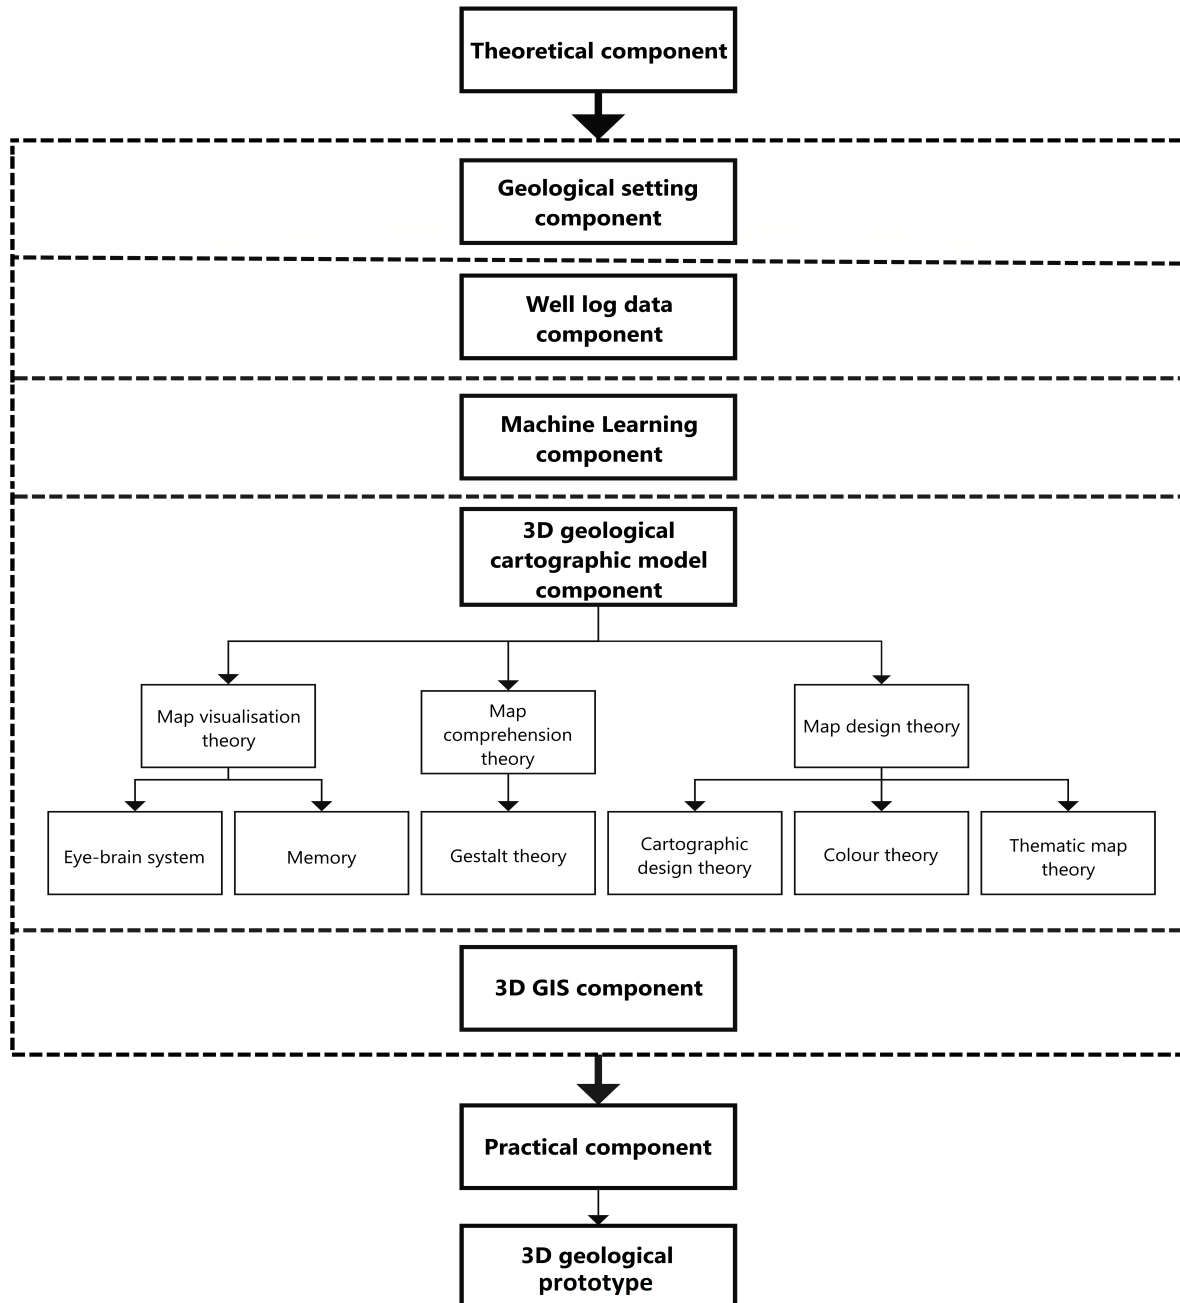 Theoretical component
Geological setting
component
Well log data
component
Machine Learning
component
3D geological
cartographic model
component
Map visualisation
theory
Map
comprehension
theory
Map design theory
Eye-brain system
Memory
Gestalt theory
Cartographic
design theory
Colour theory
Thematic map
theory
3D GIS component
Practical component
3D geological
prototype